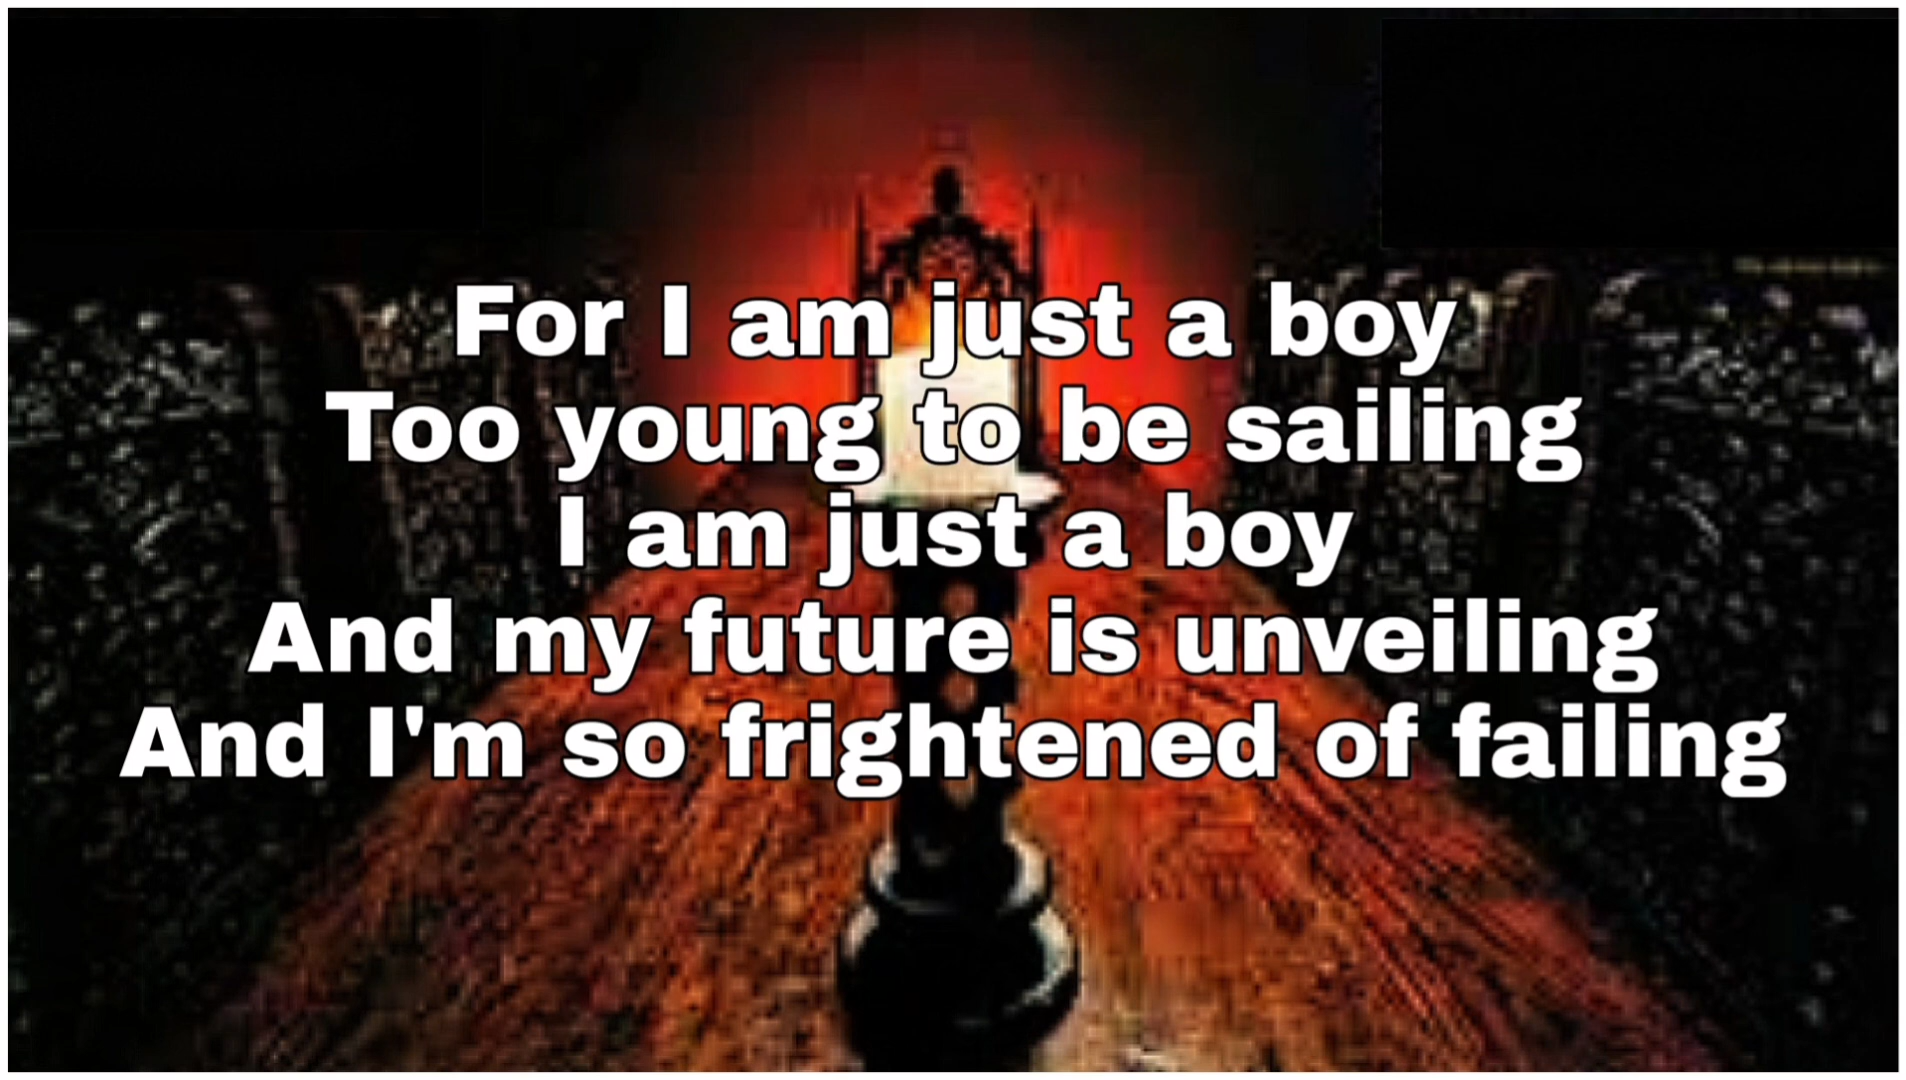 For I am just a boy
Too young to be sailing
I am just a boy
And my future is unveiling
And I'm so frightened of failing